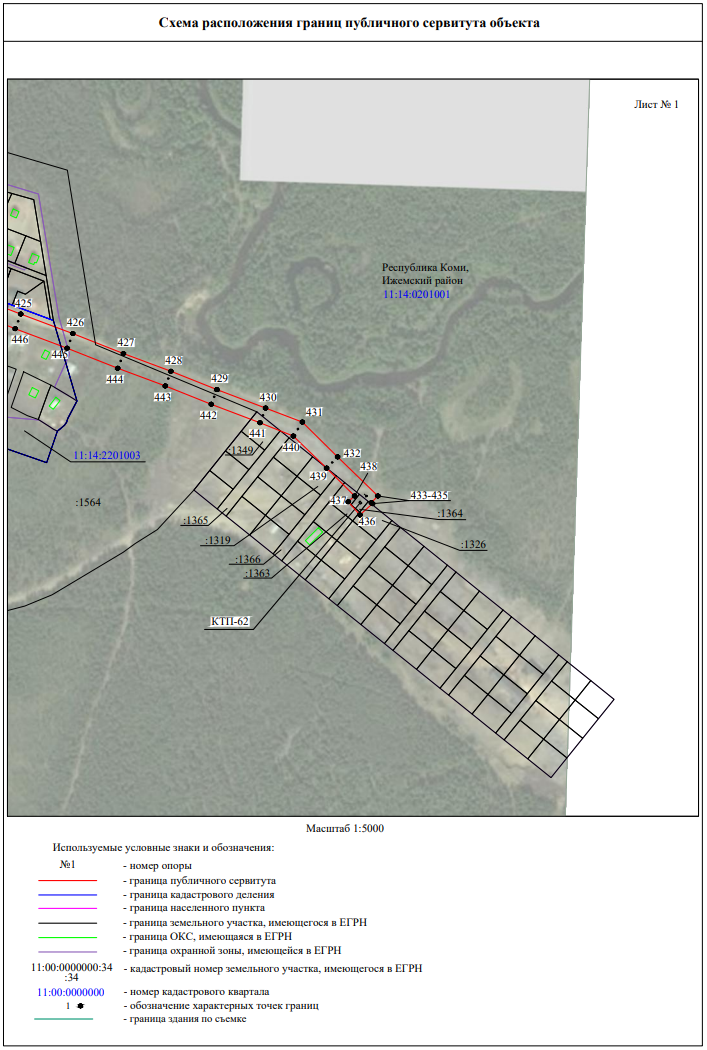 Схема расположения границ публичного сервитута объекта
Лист № 1
Республика Коми,
Ижемский район
11:14:0201001
425
426
446
445
427
444
428
443
429
442
430
431
441
440
:1349
432
438
439
433-435
437
436
:1364
:1365
:1326
:1319
:1366
:1363
КТП-62
11:14:2201003
:1564
Масштаб 1:5000
Используемые условные знаки и обозначения:
№1 - номер опоры
- граница публичного сервитута
- граница кадастрового деления
- граница населенного пункта
- граница земельного участка, имеющегося в ЕГРН
- граница ОКС, имеющаяся в ЕГРН
- граница охранной зоны, имеющейся в ЕГРН
11:00:0000000:34 - кадастровый номер земельного участка, имеющегося в ЕГРН
:34
11:00:0000000 - номер кадастрового квартала
1 - обозначение характерных точек границ
- граница здания по съемке